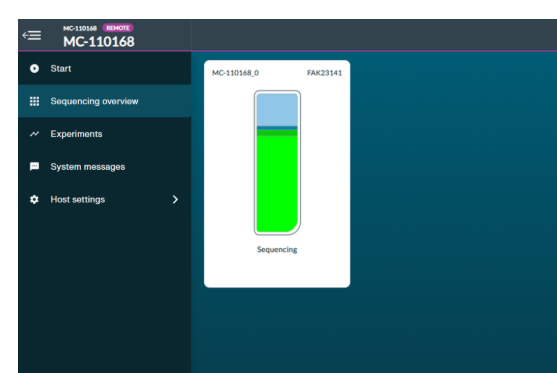 MC-110168 REMOTE
MC-110168
Start
Sequencing overview
Experiments
System messages
Host settings
MC-110168_0 FAK23141
Sequencing